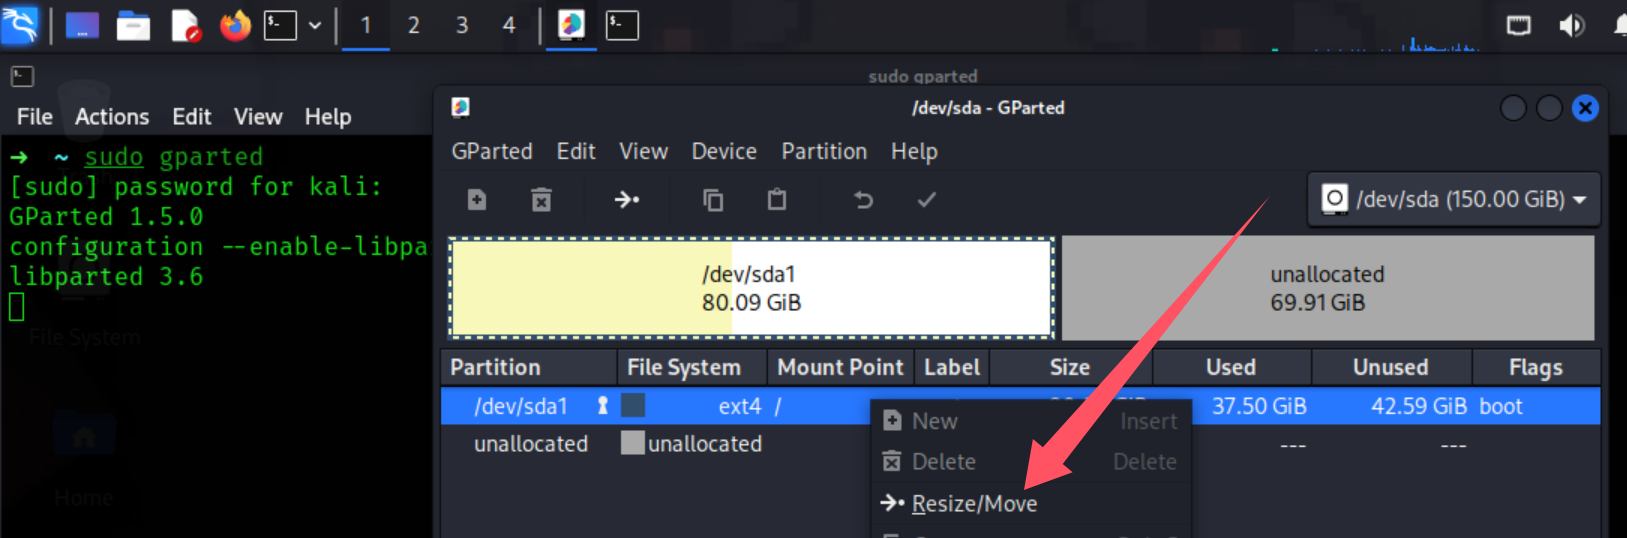 1 2 3 4
sudo gparted
File Actions Edit View Help
/dev/sda - GParted
→ ~ sudo gparted
[sudo] password for kali:
GParted 1.5.0
configuration --enable-libpa
libparted 3.6
File System
Home
GParted Edit View Device Partition Help
/dev/sda (150.00 GiB)
/dev/sda1
80.09 GiB
unallocated
69.91 GiB
Partition File System Mount Point Label Size Used Unused Flags
/dev/sda1 ext4 / 37.50 GiB 42.59 GiB boot
unallocated unallocated --- ---
New Insert
Delete Delete
Resize/Move